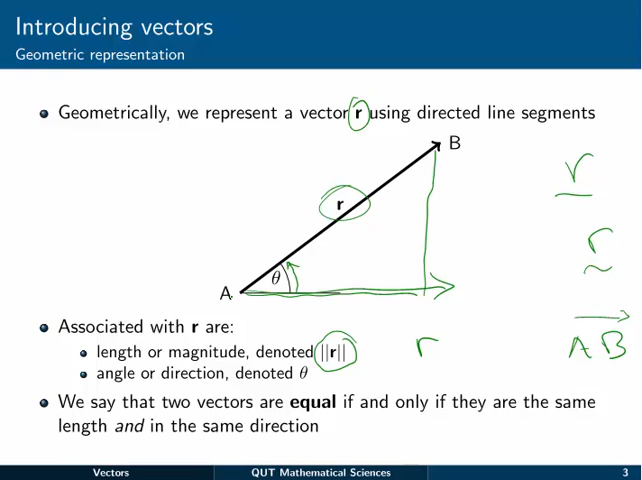 Introducing vectors
Geometric representation
Geometrically, we represent a vector r using directed line segments
B
r
r
r
θ
A
AB
Associated with r are:
length or magnitude, denoted ||r||
r
angle or direction, denoted θ
We say that two vectors are equal if and only if they are the same
length and in the same direction
Vectors QUT Mathematical Sciences 3